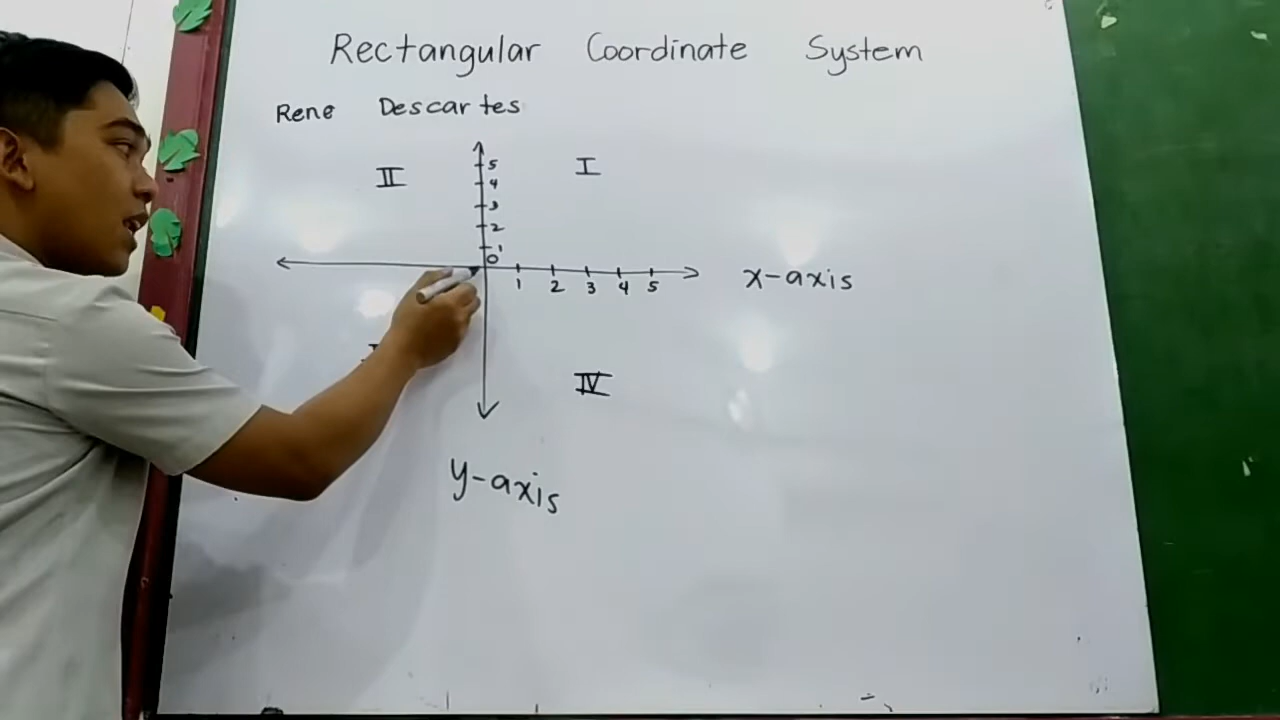 Rectangular Coordinate System
Rene Descartes
II
I
5
4
3
2
1
0
1 2 3 4 5
x-axis
IV
y-axis